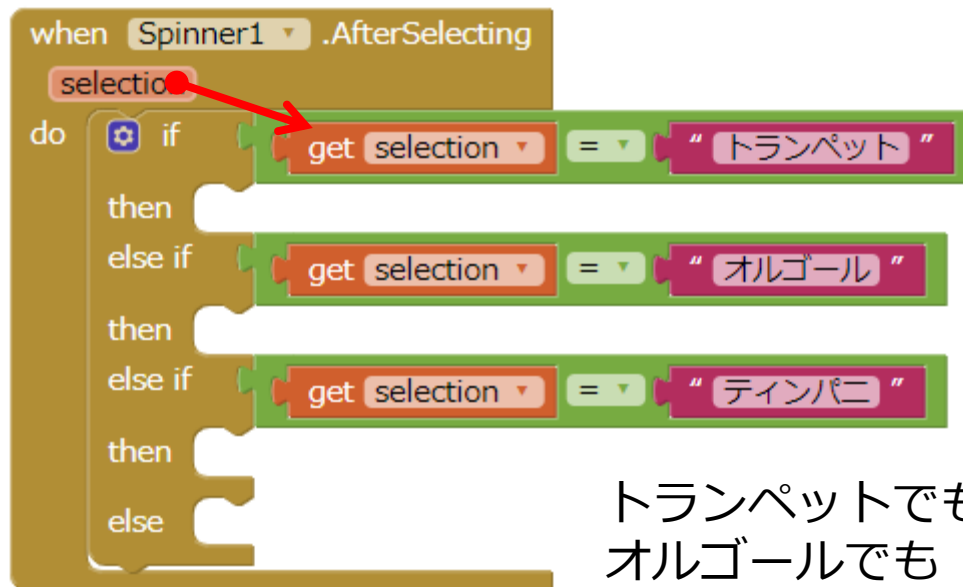 when Spinner1 .AfterSelecting
do if get selection = " トランペット "
then
else if get selection = " オルゴール "
then
else if get selection = " ティンパニ "
then
else
トランペットで
オルゴールでも